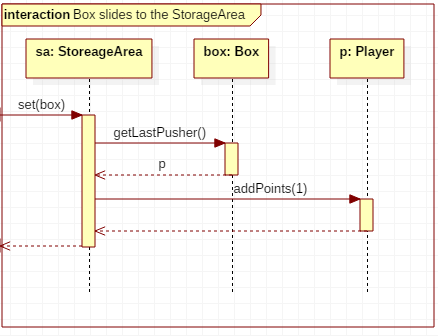 interaction Box slides to the StorageArea
sa: StoreageArea
box: Box
p: Player
set(box)
getLastPusher()
p
addPoints(1)